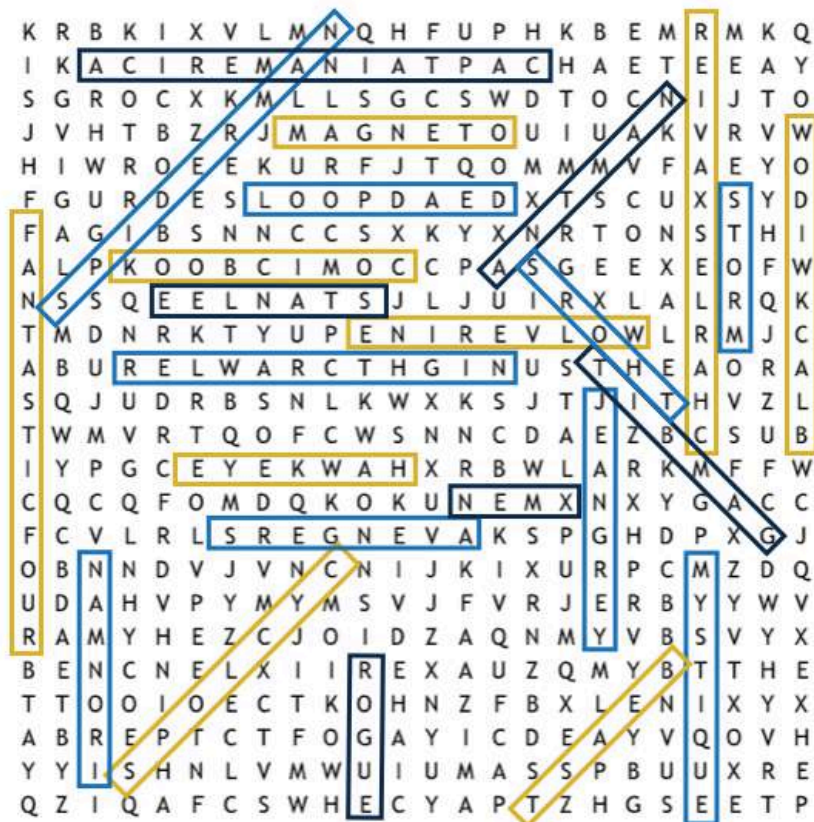 K R B K I X V L M N Q H F U P H K B E M R M K Q
I K A C I R E M A N I A T P A C H A E T E E A Y
S G R O C X K M L L S G C S W D T O C N I J T O
J V H T B Z R J M A G N E T O U I U A K V R V W
H I W R O E E K U R F J T Q O M M M V F A E Y O
F G U R D E S L O O P D A E D X T S C U X S Y D
F A G I B S N N C C S X K Y X N R T O N S T H I
A L P K O O B C I M O C C P A S G E E X E O F W
N S S Q E E L N A T S J L J U I R X L A L R Q K
T M D N R K T Y U P E N I R E V L O W L R M J C
A B U R E L W A R C T H G I N U S T H E A O R A
S Q J U D R B S N L K W X K S J T J I T H V Z L
T W M V R T Q O F C W S N N C D A E Z B C S U B
I Y P G C E Y E K W A H X R B W L A R K M F F W
C Q C Q F O M D Q K O K U N E M X N X Y G A C C
F C V L R L S R E G N E V A K S P G H D P X G J
O B N N D V J V N C N I J K I X U R P C M Z D Q
U D A H V P Y M Y M S V J F V R J E R B Y Y W V
R A M Y H E Z C J O I D Z A Q N M Y V B S V Y X
B E N C N E L X I I R E X A U Z Q M Y B T T H E
T T O O I O E C T K O H N Z F B X L E N I X Y X
A B R E P T C T F O G A Y I C D E A Y V Q O V H
Y Y I S H N L V M W U I U M A S S P B U U X R E
Q Z I Q A F C S W H E C Y A P T Z H G S E E T P